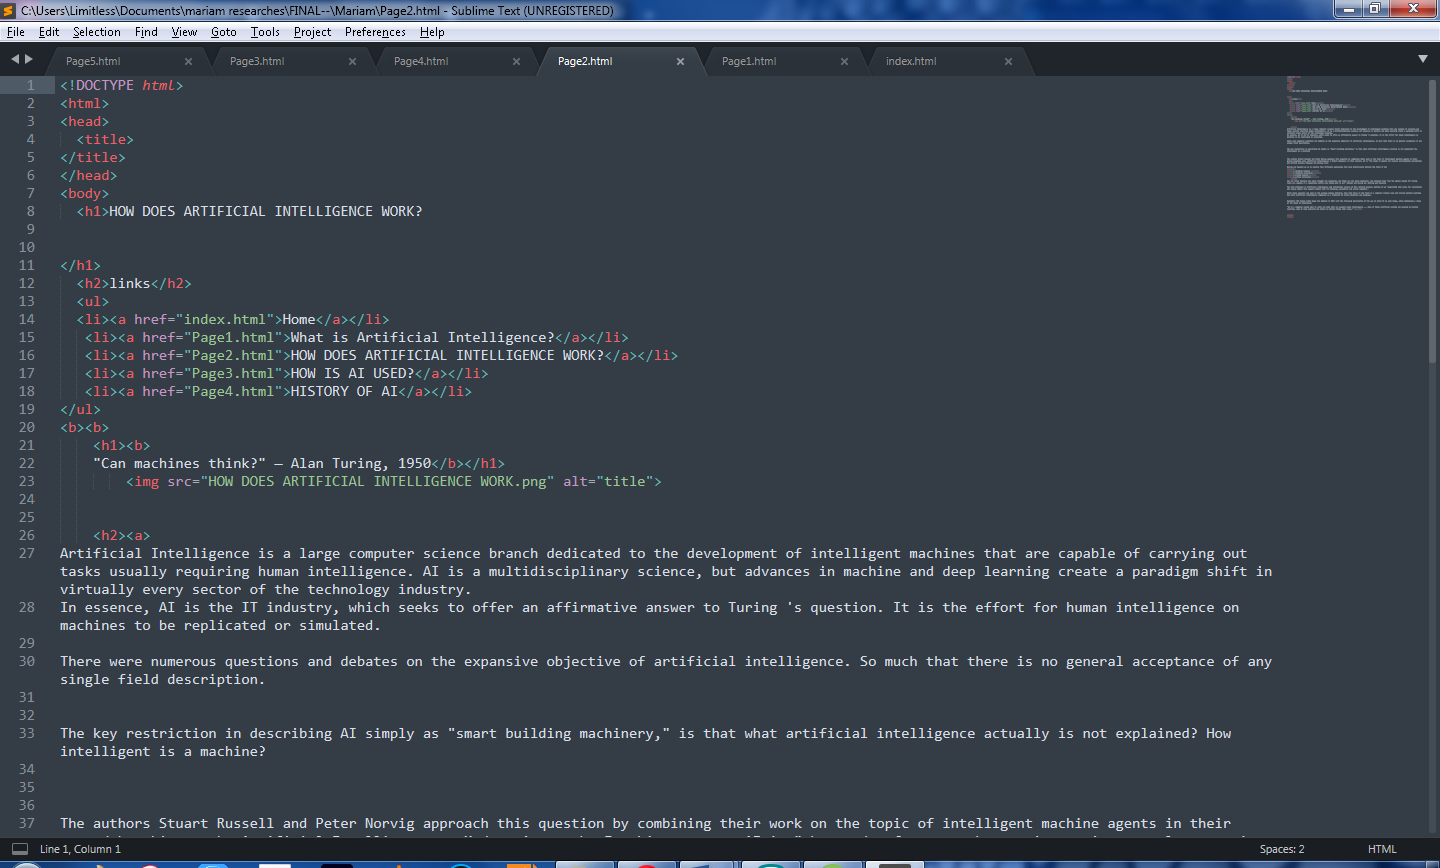 C:\Users\Limitless\Documents\mariam researches\FINAL--\Mariam\Page2.html - Sublime Text (UNREGISTERED)
File Edit Selection Find View Goto Tools Project Preferences Help
Page5.html Page3.html Page4.html Page2.html Page1.html index.html
1 <!DOCTYPE html>
2 <html>
3 <head>
4 <title>
5 </title>
6 </head>
7 <body>
8 <h1>HOW DOES ARTIFICIAL INTELLIGENCE WORK?
9
10
11 </h1>
12 <h2>links</h2>
13 <ul>
14 <li><a href="index.html">Home</a></li>
15 <li><a href="Page1.html">What is Artificial Intelligence?</a></li>
16 <li><a href="Page2.html">HOW DOES ARTIFICIAL INTELLIGENCE WORK?</a></li>
17 <li><a href="Page3.html">HOW IS AI USED?</a></li>
18 <li><a href="Page4.html">HISTORY OF AI</a></li>
19 </ul>
20 <b><b>
21 <h1><b>
22 "Can machines think?" — Alan Turing, 1950</b></h1>
23 <img src="HOW DOES ARTIFICIAL INTELLIGENCE WORK.png" alt="title">
24
25
26 <h2><a>
27 Artificial Intelligence is a large computer science branch dedicated to the development of intelligent machines that are capable of carrying out
tasks usually requiring human intelligence. AI is a multidisciplinary science, but advances in machine and deep learning create a paradigm shift in
virtually every sector of the technology industry.
28 In essence, AI is the IT industry, which seeks to offer an affirmative answer to Turing 's question. It is the effort for human intelligence on
machines to be replicated or simulated.
29
30 There were numerous questions and debates on the expansive objective of artificial intelligence. So much that there is no general acceptance of any
single field description.
31
32
33 The key restriction in describing AI simply as "smart building machinery," is that what artificial intelligence actually is not explained? How
intelligent is a machine?
34
35
36
37 The authors Stuart Russell and Peter Norvig approach this question by combining their work on the topic of intelligent machine agents in their
Line 1, Column 1 Spaces: 2 HTML